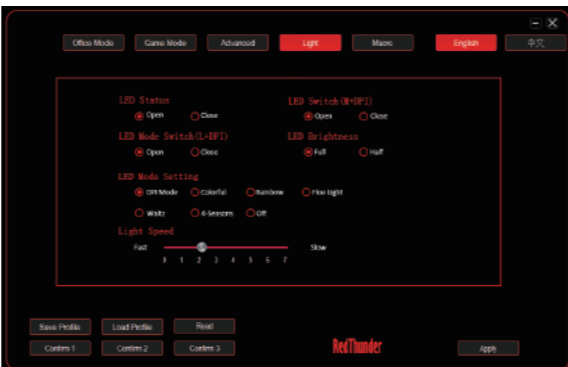 Office Mode Game Mode Advanced Light Macro English 中文
LED Status LED Switch(M+DPI)
Open Close Open Close
LED Mode Switch(L+DPI) LED Brightness
Open Close Full Half
LED Mode Setting
DPI Mode Colorful Rainbow Floe Light
Waltz 4-Seasons Off
Light Speed
Fast Slow
0 1 2 3 4 5 6 7
Save Profile Load Profile Read
Confirm 1 Confirm 2 Confirm 3 RedThunder Apply